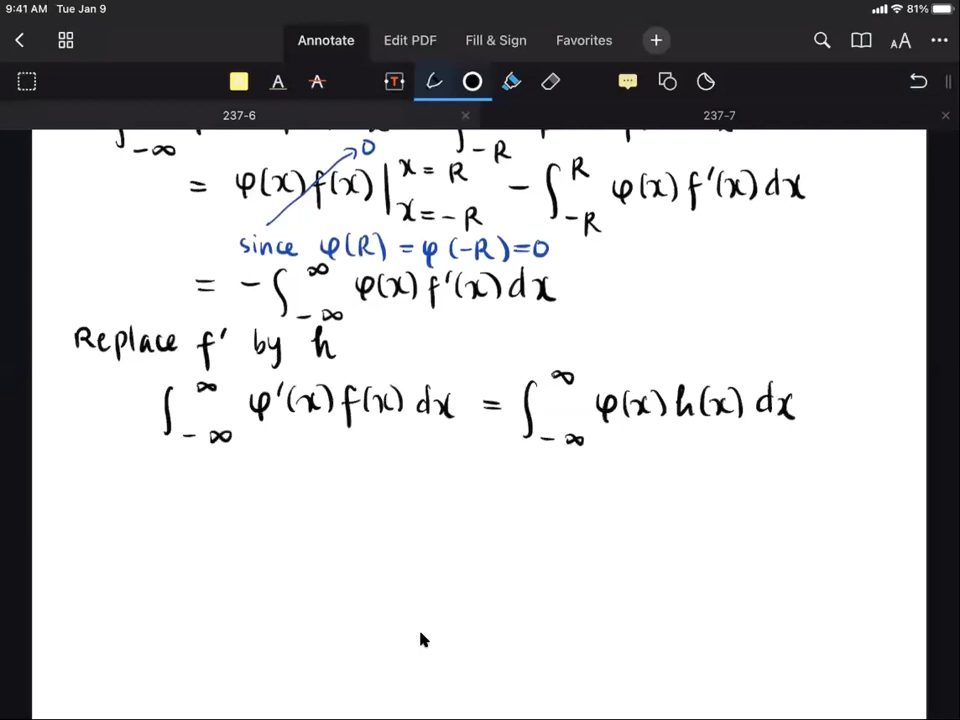 9:41 AM Tue Jan 9 81%
Annotate Edit PDF Fill & Sign Favorites
237-6 237-7
∫_{-∞} ∫_{-R}
= φ(x) f(x) |_{x=-R}^{x=R} - ∫_{-R}^{R} φ(x) f'(x) dx
0
since φ(R) = φ(-R) = 0
= - ∫_{-∞}^{∞} φ(x) f'(x) dx
Replace f' by h
∫_{-∞}^{∞} φ'(x) f(x) dx = ∫_{-∞}^{∞} φ(x) h(x) dx